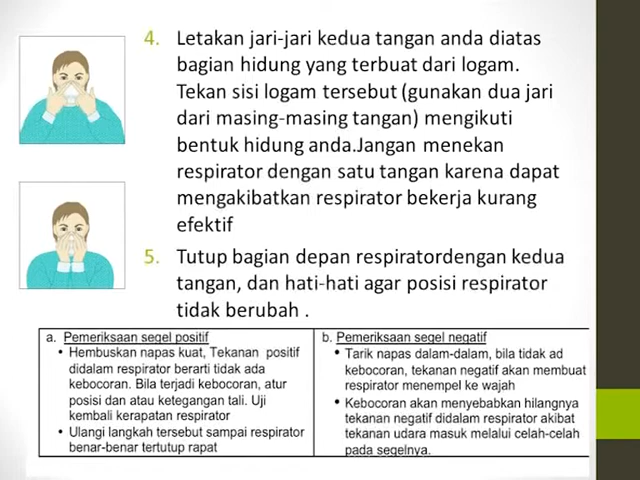 4. Letakan jari-jari kedua tangan anda diatas
bagian hidung yang terbuat dari logam.
Tekan sisi logam tersebut (gunakan dua jari
dari masing-masing tangan) mengikuti
bentuk hidung anda.Jangan menekan
respirator dengan satu tangan karena dapat
mengakibatkan respirator bekerja kurang
efektif
5. Tutup bagian depan respiratordengan kedua
tangan, dan hati-hati agar posisi respirator
tidak berubah .
a. Pemeriksaan segel positif
• Hembuskan napas kuat, Tekanan positif
didalam respirator berarti tidak ada
kebocoran. Bila terjadi kebocoran, atur
posisi dan atau ketegangan tali. Uji
kembali kerapatan respirator
• Ulangi langkah tersebut sampai respirator
benar-benar tertutup rapat
b. Pemeriksaan segel negatif
• Tarik napas dalam-dalam, bila tidak ad
kebocoran, tekanan negatif akan membuat
respirator menempel ke wajah
• Kebocoran akan menyebabkan hilangnya
tekanan negatif didalam respirator akibat
tekanan udara masuk melalui celah-celah
pada segelnya.